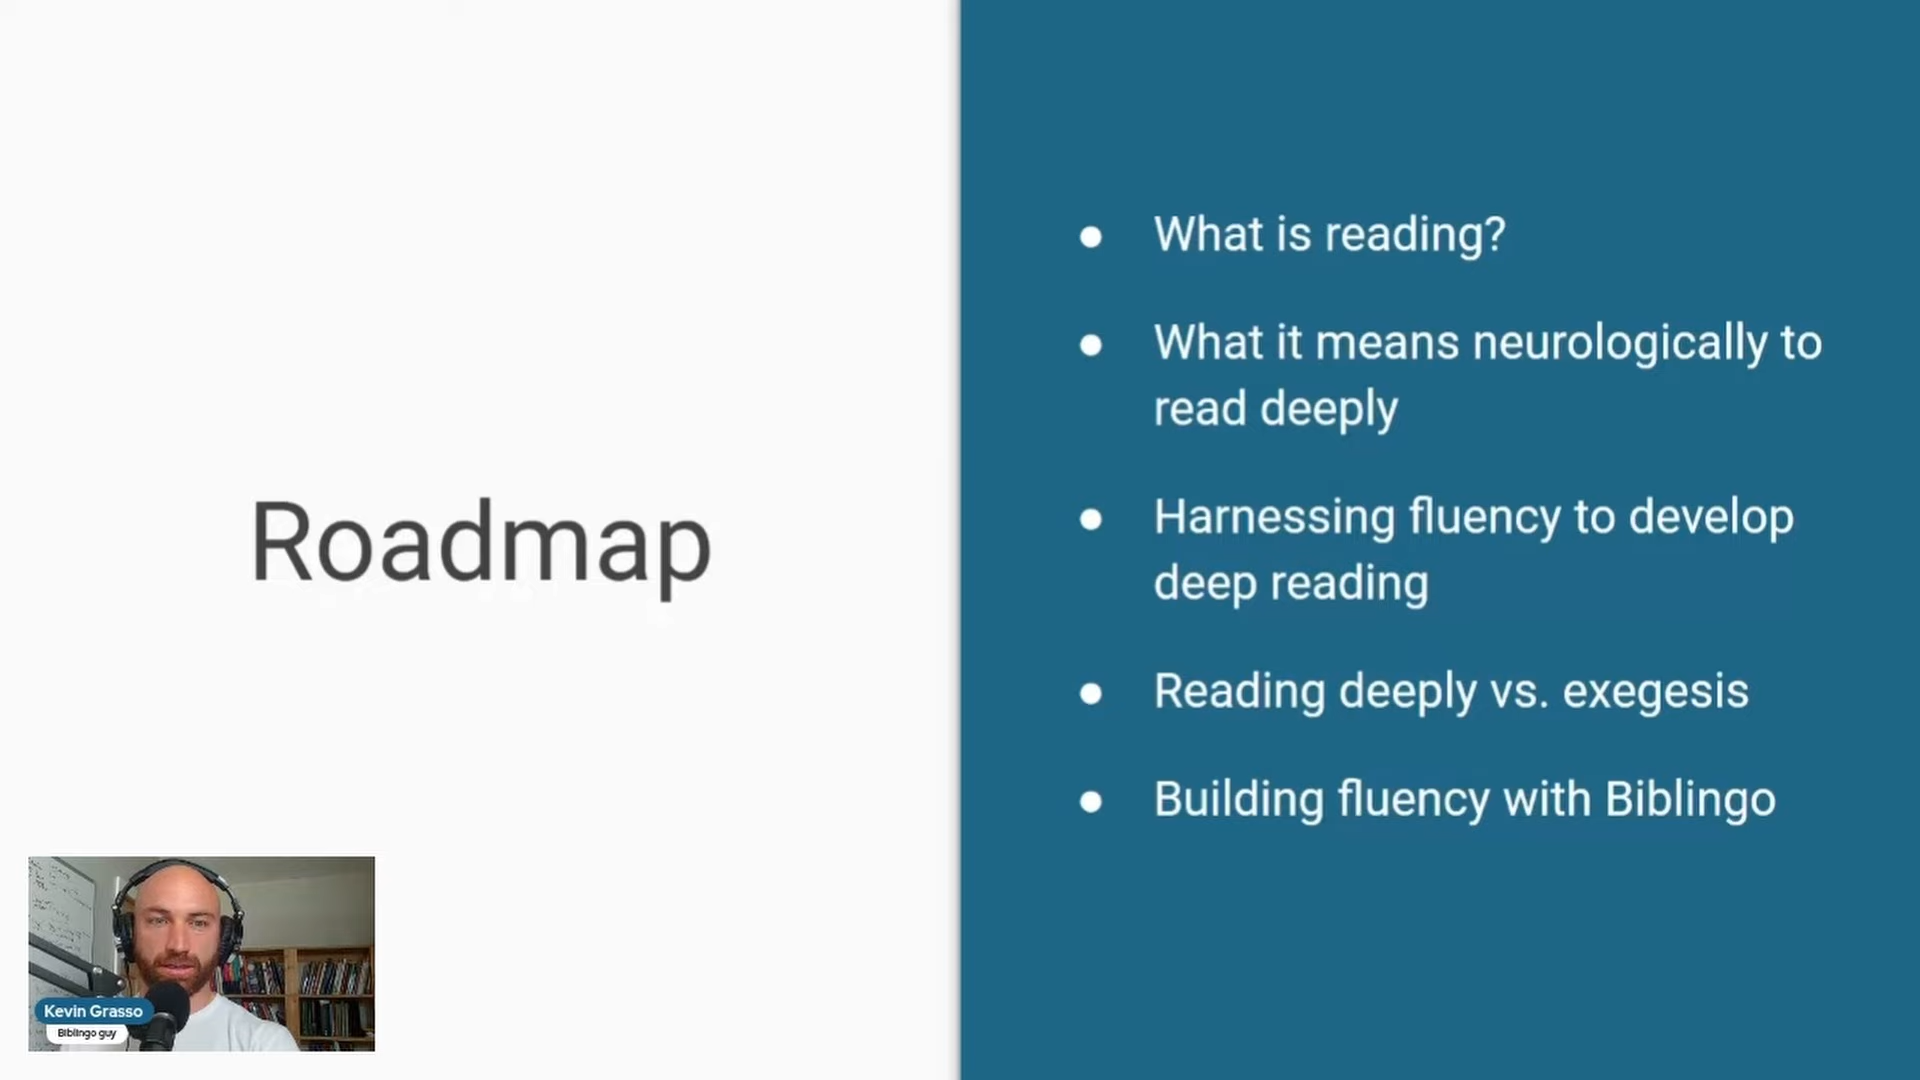 Roadmap
What is reading?
What it means neurologically to
read deeply
Harnessing fluency to develop
deep reading
Reading deeply vs. exegesis
Building fluency with Biblingo
Kevin Grasso
Biblingo guy